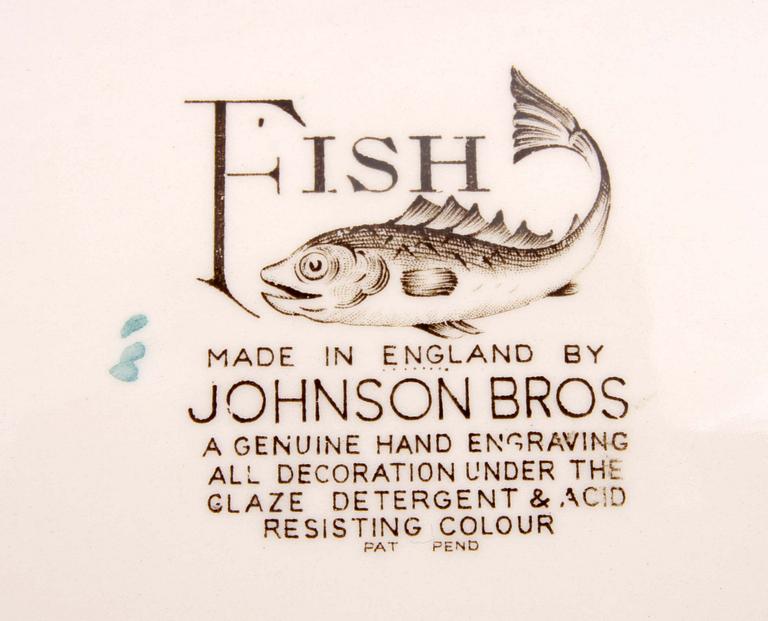 FISH
MADE IN ENGLAND BY
JOHNSON BROS
A GENUINE HAND ENGRAVING
ALL DECORATION UNDER THE
GLAZE DETERGENT & ACID
RESISTING COLOUR
PAT PEND